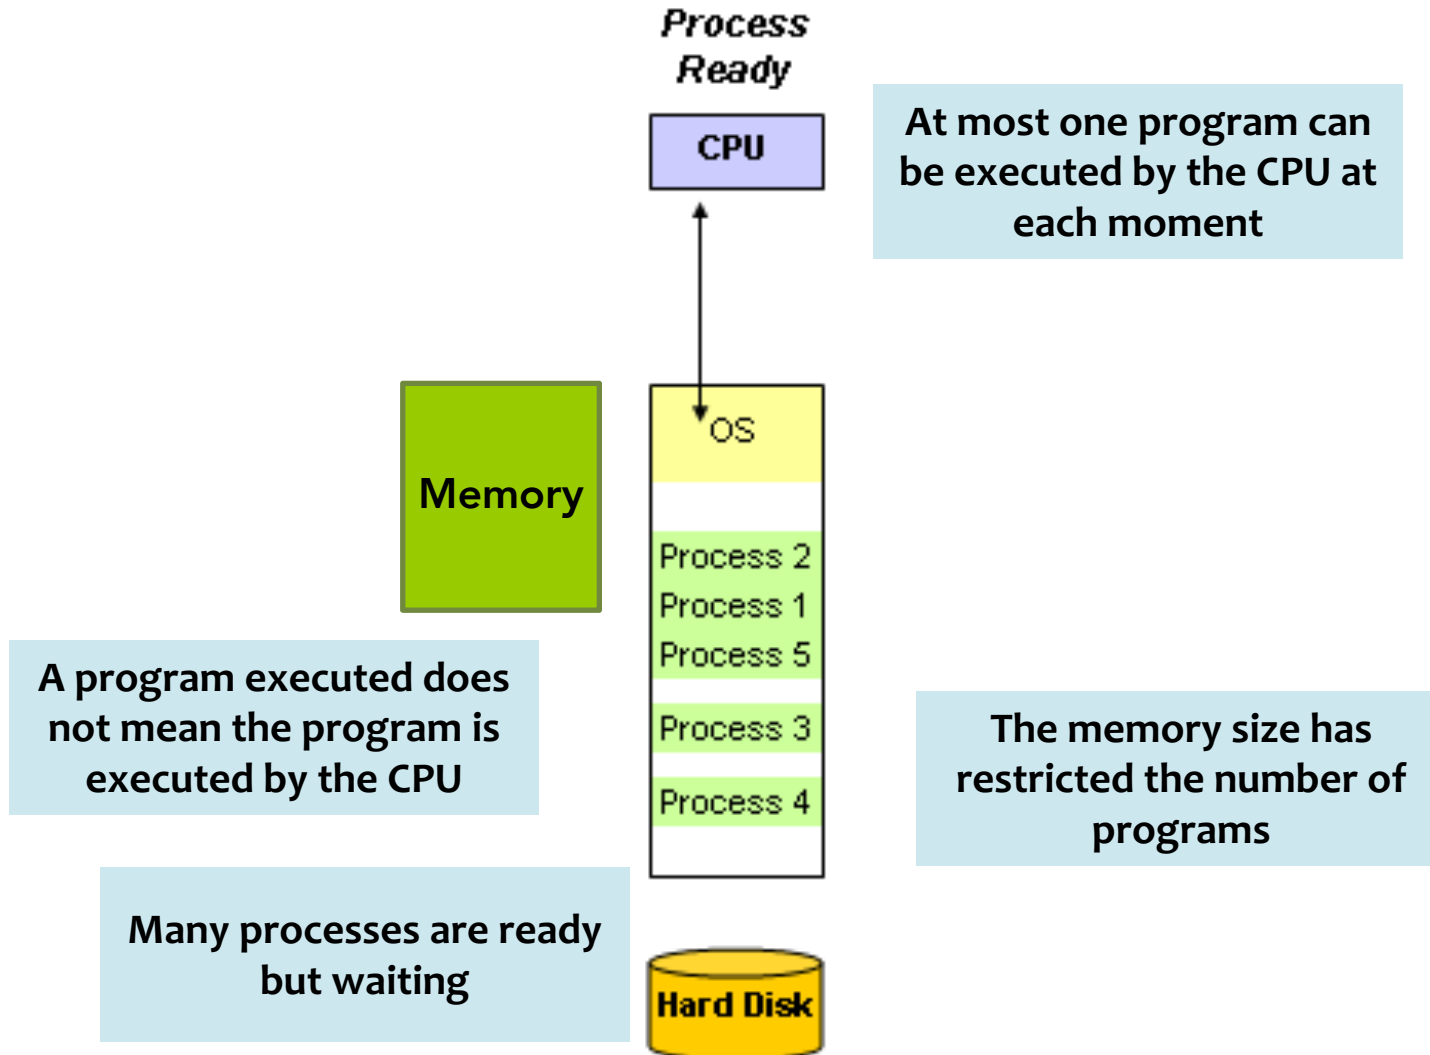 Process
Ready
CPU
At most one program can
be executed by the CPU at
each moment
Memory
OS
Process 2
Process 1
Process 5
Process 3
Process 4
A program executed does
not mean the program is
executed by the CPU
The memory size has
restricted the number of
programs
Many processes are ready
but waiting
Hard Disk